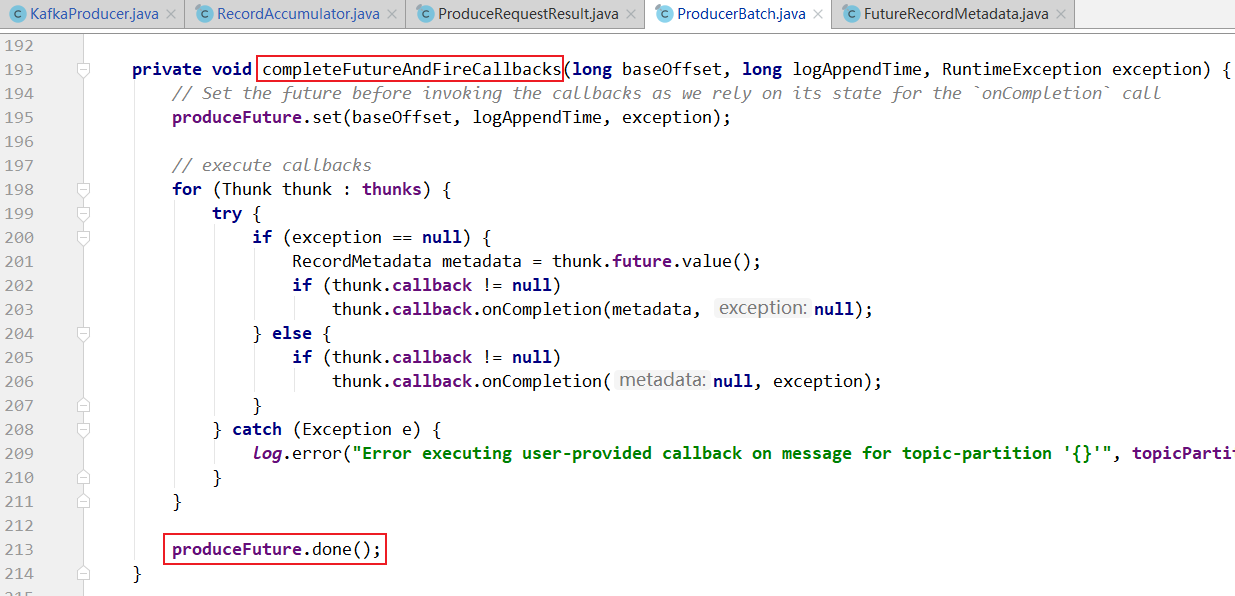 KafkaProducer.java RecordAccumulator.java ProduceRequestResult.java ProducerBatch.java FutureRecordMetadata.java
192
193 private void completeFutureAndFireCallbacks(long baseOffset, long logAppendTime, RuntimeException exception) {
194 // Set the future before invoking the callbacks as we rely on its state for the `onCompletion` call
195 produceFuture.set(baseOffset, logAppendTime, exception);
196
197 // execute callbacks
198 for (Thunk thunk : thunks) {
199 try {
200 if (exception == null) {
201 RecordMetadata metadata = thunk.future.value();
202 if (thunk.callback != null)
203 thunk.callback.onCompletion(metadata, exception: null);
204 } else {
205 if (thunk.callback != null)
206 thunk.callback.onCompletion( metadata: null, exception);
207 }
208 } catch (Exception e) {
209 log.error("Error executing user-provided callback on message for topic-partition '{}'",
210 }
211 }
212
213 produceFuture.done();
214 }